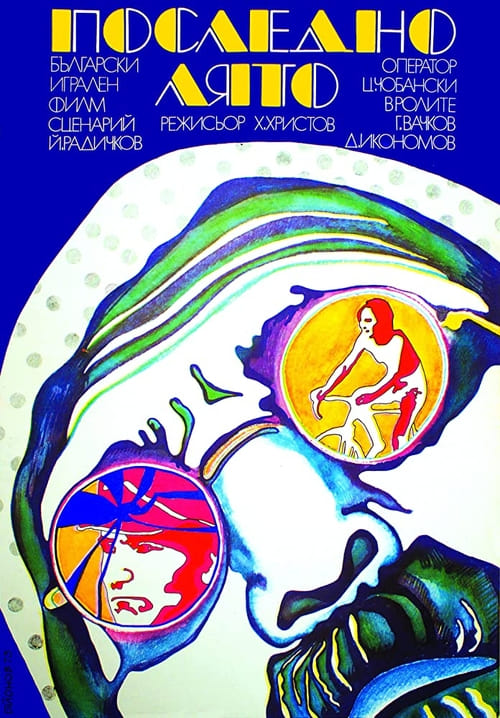 ПОСЛЕДНО
ЛЯТО
БЪЛГАРСКИ
ИГРАЛЕН
ФИЛМ
СЦЕНАРИЙ
Й.РАДИЧКОВ
РЕЖИСЬОР Х.ХРИСТОВ
ОПЕРАТОР
Ц.ЧОБАНСКИ
В РОЛИТЕ
Г.ВАЧКОВ
Д.ИКОНОМОВ